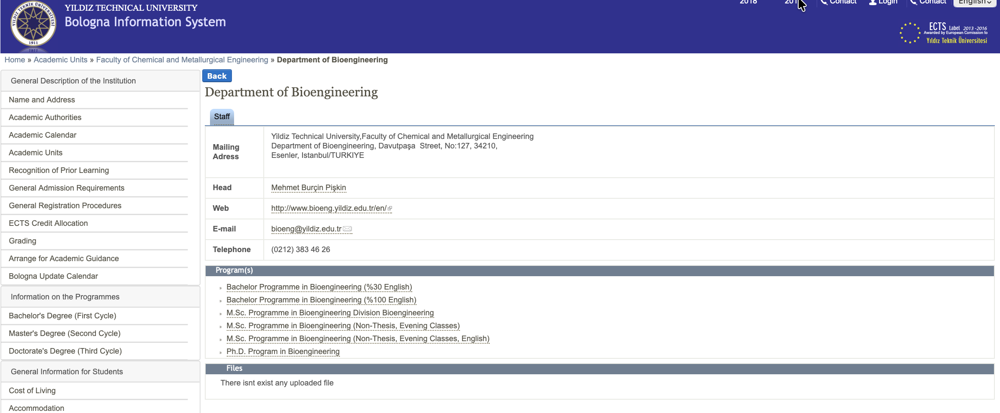 YILDIZ TEKNİK ÜNİVERSİTESİ
1911
YILDIZ TECHNICAL UNIVERSITY
Bologna Information System
2018
Contact
Login
Contact
English
ECTS Label 2013-2016
Awarded by European Comission to
Yıldız Teknik Üniversitesi
Home » Academic Units » Faculty of Chemical and Metallurgical Engineering » Department of Bioengineering
General Description of the Institution
Name and Address
Academic Authorities
Academic Calendar
Academic Units
Recognition of Prior Learning
General Admission Requirements
General Registration Procedures
ECTS Credit Allocation
Grading
Arrange for Academic Guidance
Bologna Update Calendar
Information on the Programmes
Bachelor's Degree (First Cycle)
Master's Degree (Second Cycle)
Doctorate's Degree (Third Cycle)
General Information for Students
Cost of Living
Accommodation
Back
Department of Bioengineering
Staff
Mailing
Adress
Yildiz Technical University,Faculty of Chemical and Metallurgical Engineering
Department of Bioengineering, Davutpaşa Street, No:127, 34210,
Esenler, Istanbul/TURKIYE
Head
Mehmet Burçin Pişkin
Web
http://www.bioeng.yildiz.edu.tr/en/
E-mail
bioeng@yildiz.edu.tr
Telephone
(0212) 383 46 26
Program(s)
» Bachelor Programme in Bioengineering (%30 English)
» Bachelor Programme in Bioengineering (%100 English)
» M.Sc. Programme in Bioengineering Division Bioengineering
» M.Sc. Programme in Bioengineering (Non-Thesis, Evening Classes)
» M.Sc. Programme in Bioengineering (Non-Thesis, Evening Classes, English)
» Ph.D. Program in Bioengineering
Files
There isnt exist any uploaded file